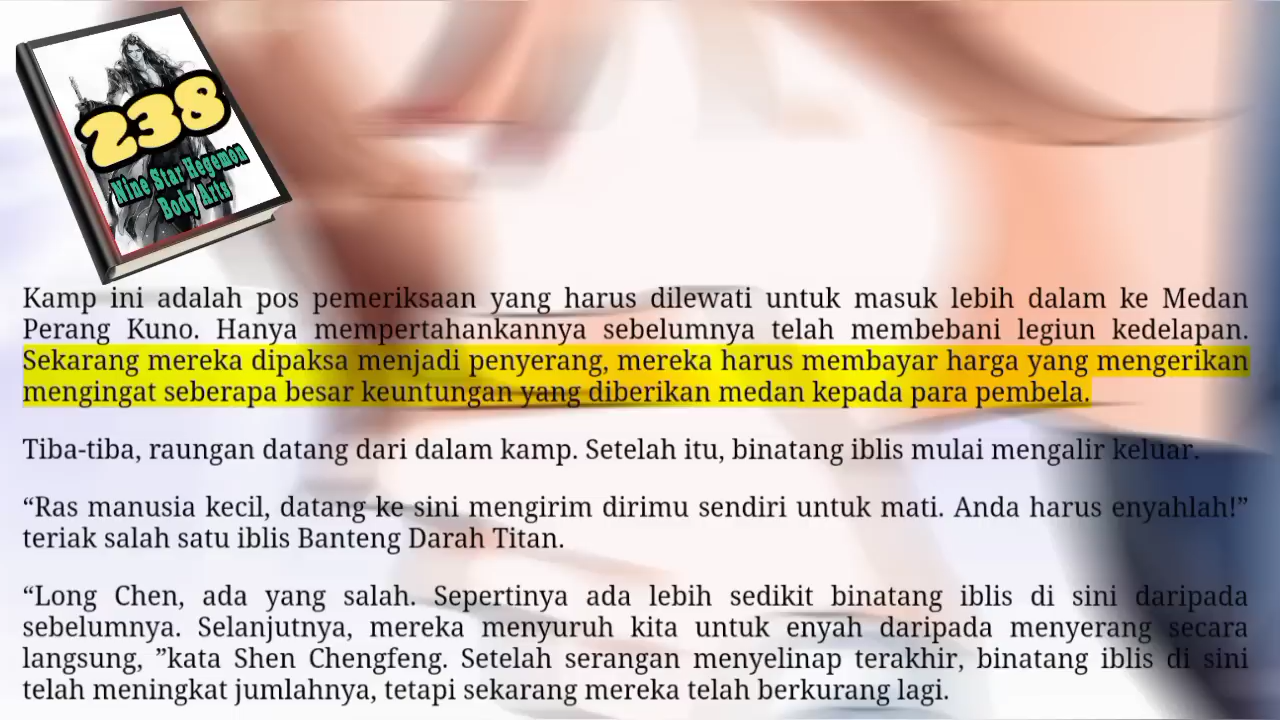 238
Nine Star Hegemon
Body Arts
Kamp ini adalah pos pemeriksaan yang harus dilewati untuk masuk lebih dalam ke Medan
Perang Kuno. Hanya mempertahankannya sebelumnya telah membebani legiun kedelapan.
Sekarang mereka dipaksa menjadi penyerang, mereka harus membayar harga yang mengerikan
mengingat seberapa besar keuntungan yang diberikan medan kepada para pembela.
Tiba-tiba, raungan datang dari dalam kamp. Setelah itu, binatang iblis mulai mengalir keluar.
“Ras manusia kecil, datang ke sini mengirim dirimu sendiri untuk mati. Anda harus enyahlah!”
teriak salah satu iblis Banteng Darah Titan.
“Long Chen, ada yang salah. Sepertinya ada lebih sedikit binatang iblis di sini daripada
sebelumnya. Selanjutnya, mereka menyuruh kita untuk enyah daripada menyerang secara
langsung, ”kata Shen Chengfeng. Setelah serangan menyelinap terakhir, binatang iblis di sini
telah meningkat jumlahnya, tetapi sekarang mereka telah berkurang lagi.